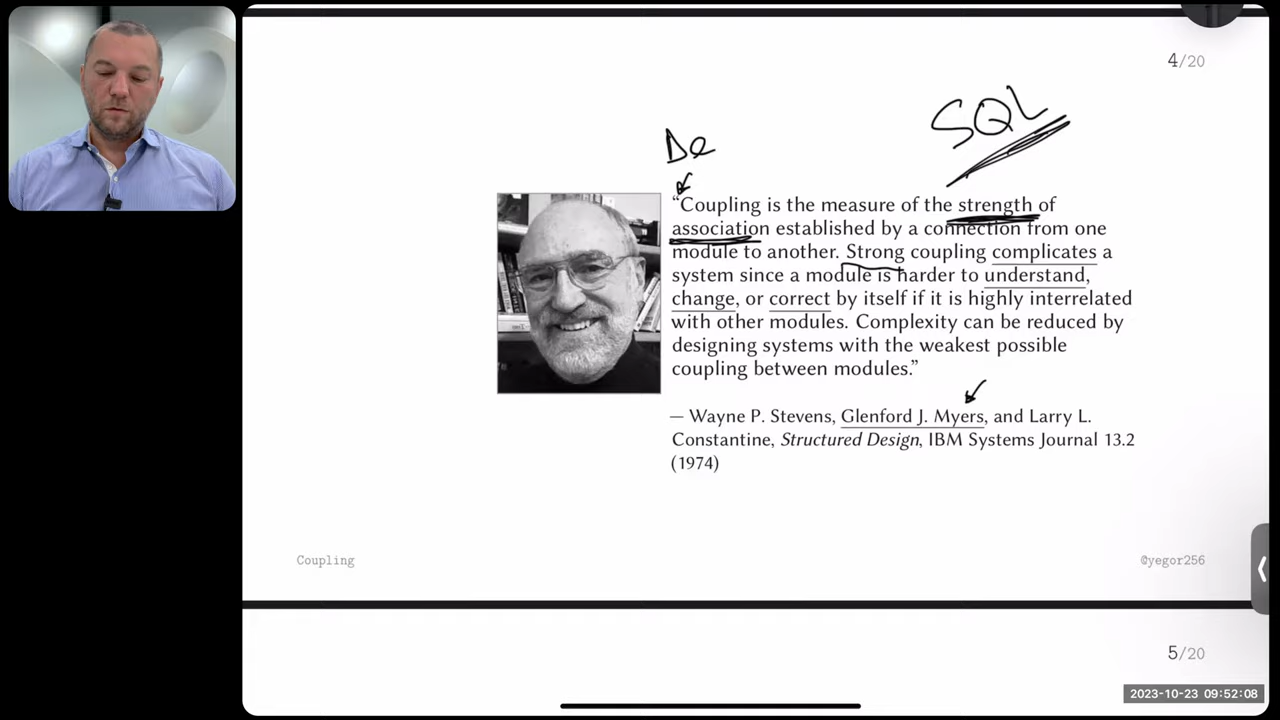 4/20
SQL
De
“Coupling is the measure of the strength of
association established by a connection from one
module to another. Strong coupling complicates a
system since a module is harder to understand,
change, or correct by itself if it is highly interrelated
with other modules. Complexity can be reduced by
designing systems with the weakest possible
coupling between modules.”
— Wayne P. Stevens, Glenford J. Myers, and Larry L.
Constantine, Structured Design, IBM Systems Journal 13.2
(1974)
Coupling
@yegor256
5/20
2023-10-23 09:52:08